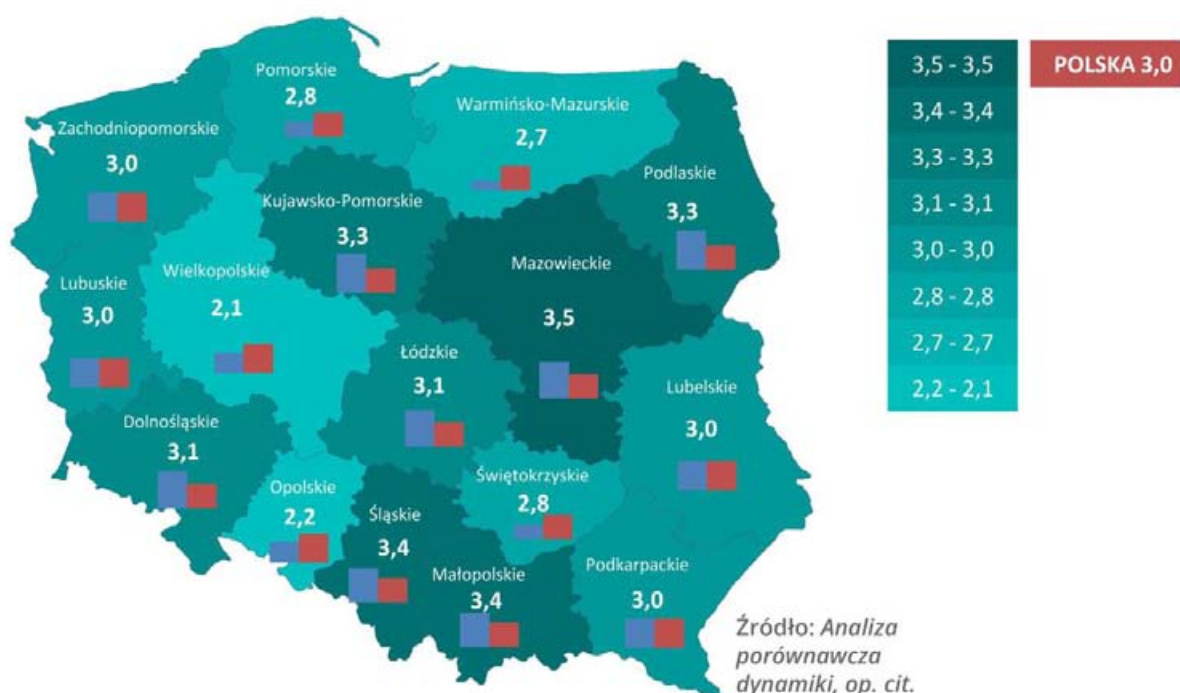 Pomorskie
2,8
Warmińsko-Mazurskie
2,7
Zachodniopomorskie
3,0
Podlaskie
3,3
Kujawsko-Pomorskie
3,3
Mazowieckie
3,5
Wielkopolskie
2,1
Lubuskie
3,0
Łódzkie
3,1
Lubelskie
3,0
Dolnośląskie
3,1
Świętokrzyskie
2,8
Opolskie
2,2
Śląskie
3,4
Małopolskie
3,4
Podkarpackie
3,0
3,5 - 3,5
3,4 - 3,4
3,3 - 3,3
3,1 - 3,1
3,0 - 3,0
2,8 - 2,8
2,7 - 2,7
2,2 - 2,1
POLSKA 3,0
Źródło: Analiza
porównawcza
dynamiki, op. cit.